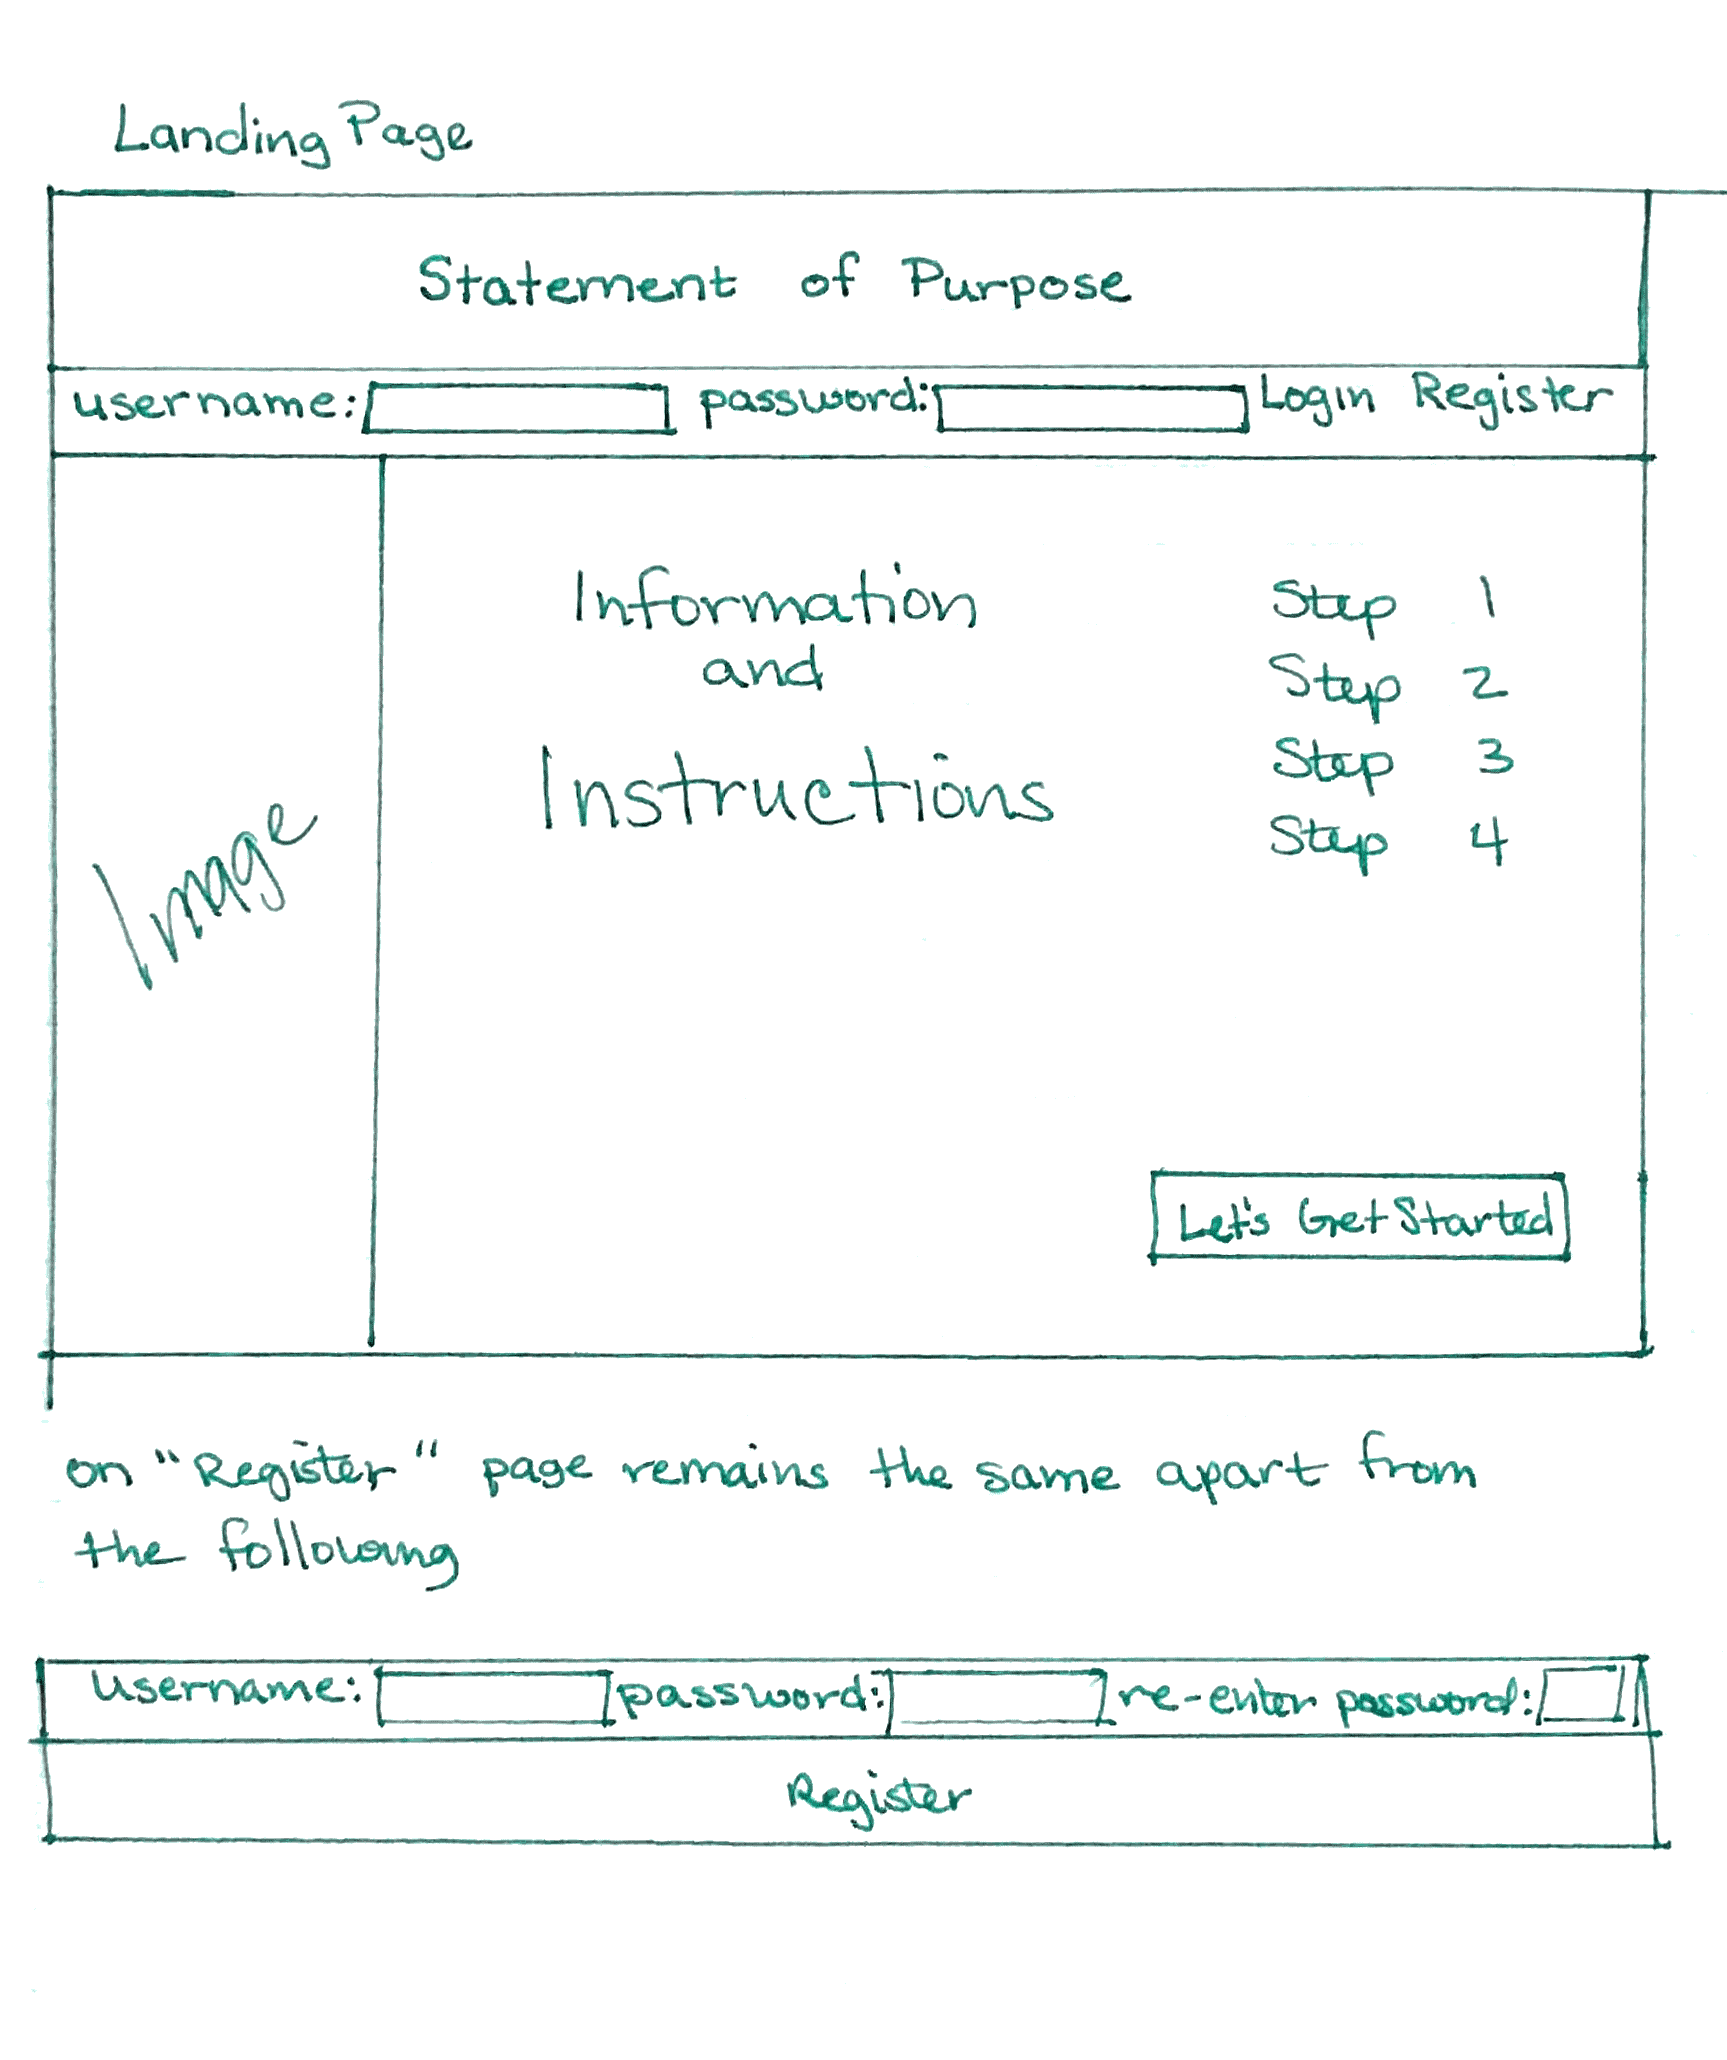 Landing Page
Statement of Purpose
username: password: Login Register
Image
Information
and
Instructions
Step 1
Step 2
Step 3
Step 4
Let's Get Started
on "Register" page remains the same apart from
the following
Username: password: re-enter password:
Register